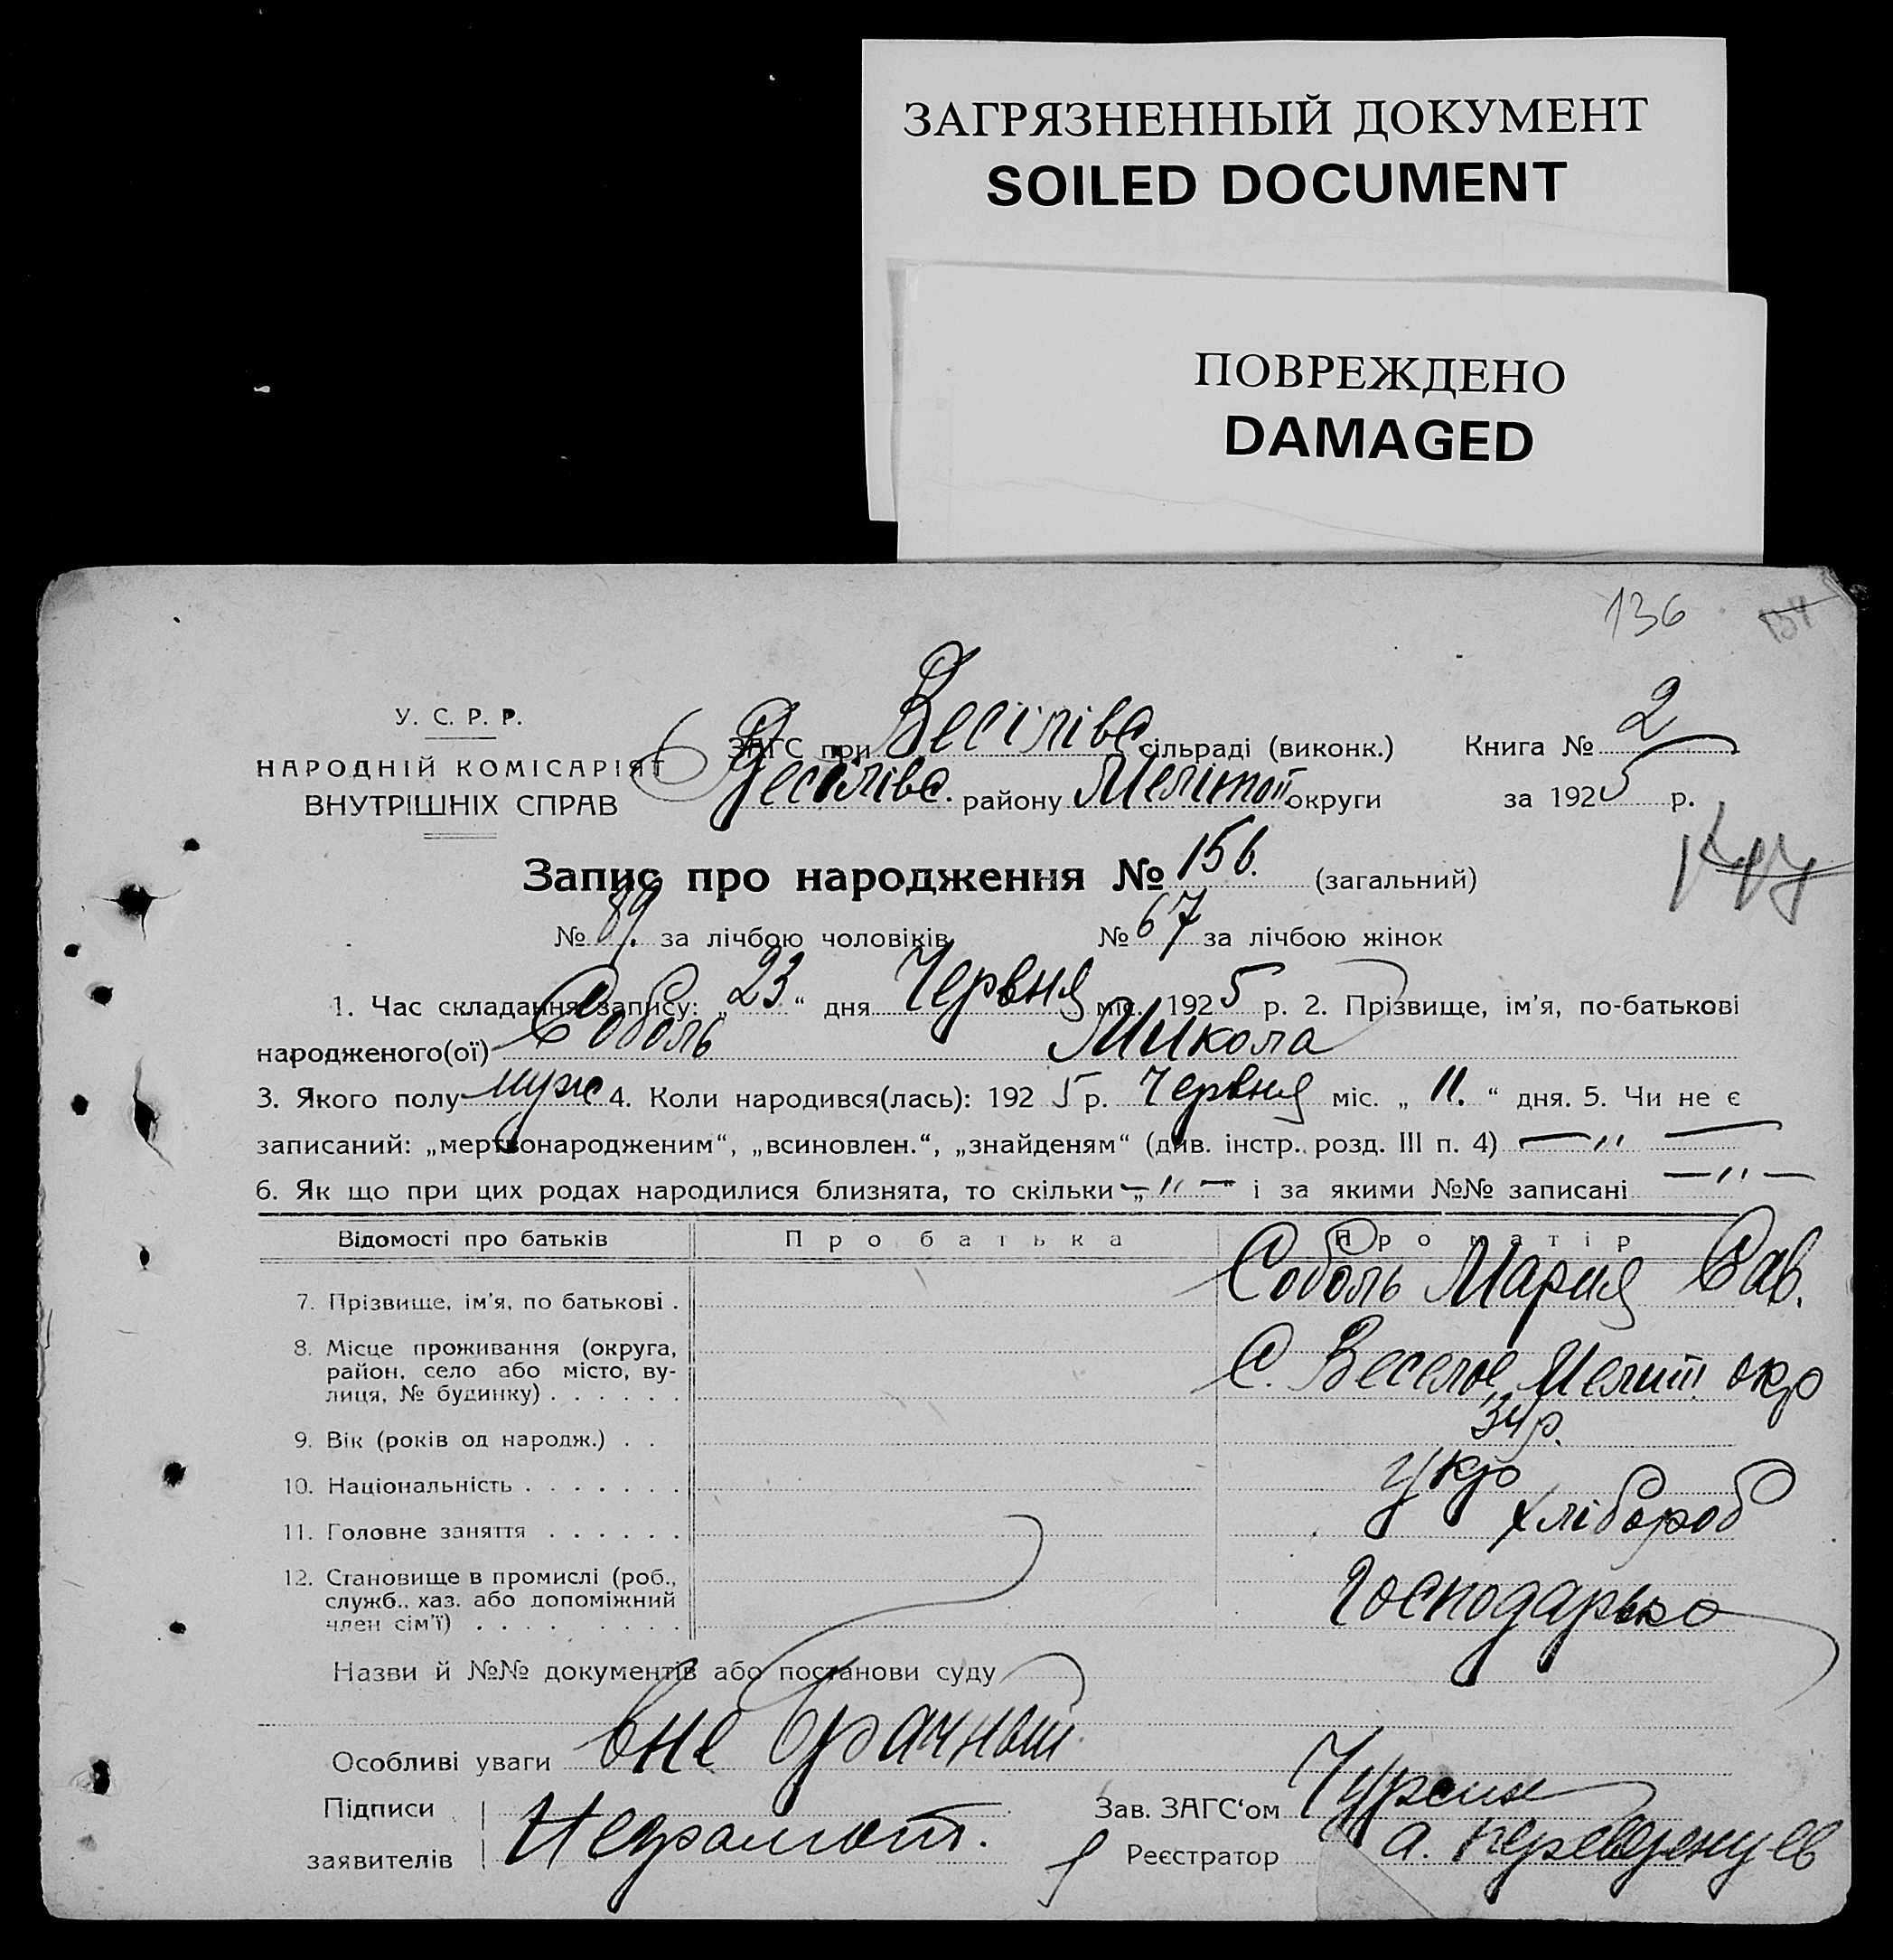 ЗАГРЯЗНЕННЫЙ ДОКУМЕНТ
SOILED DOCUMENT
ПОВРЕЖДЕНО
DAMAGED
136
У. С. Р. Р.
НАРОДНІЙ КОМІСАРІЯТ
ВНУТРІШНІХ СПРАВ
ЗАГС при Весілівс. сільраді (виконк.) Книга № 2
Весілівс. району Мелітоп округи за 1925 р.
Запис про народження № 156. (загальний)
№ 89. за лічбою чоловіків № 67 за лічбою жінок
1. Час складання запису: „23“ дня Червня міс. 1925 р. 2. Прізвище, ім'я, по-батькові
народженого(ої) Соболь Микола
3. Якого полу муж 4. Коли народився(лась): 1925 р. Червня міс. „11.“ дня. 5. Чи не є
записаний: „мертвонародженим“, „всиновлен.“, „знайденям“ (див. інстр. розд. III п. 4) — „ —
6. Як що при цих родах народилися близнята, то скільки „— „ —“ і за якими №№ записані — „ —
Відомості про батьків Про батька Про матір
7. Прізвище, ім'я, по батькові . Соболь Мария Сав.
8. Місце проживання (округа,
район, село або місто, ву-
лиця, № будинку) . . . . . . С. Веселое Мелит. окр
9. Вік (років од народж.) . . 34 р.
10. Національність . . . . . . . укр
11. Головне заняття . . . . . . хлібороб
12. Становище в промислі (роб.,
служб., хаз. або допоміжний
член сім'ї) . . . . . . . . Господарька
Назви й №№ документів або постанови суду
Особливі уваги вне брачный
Підписи Неграмот. Зав. ЗАГС'ом
заявителів Реєстратор